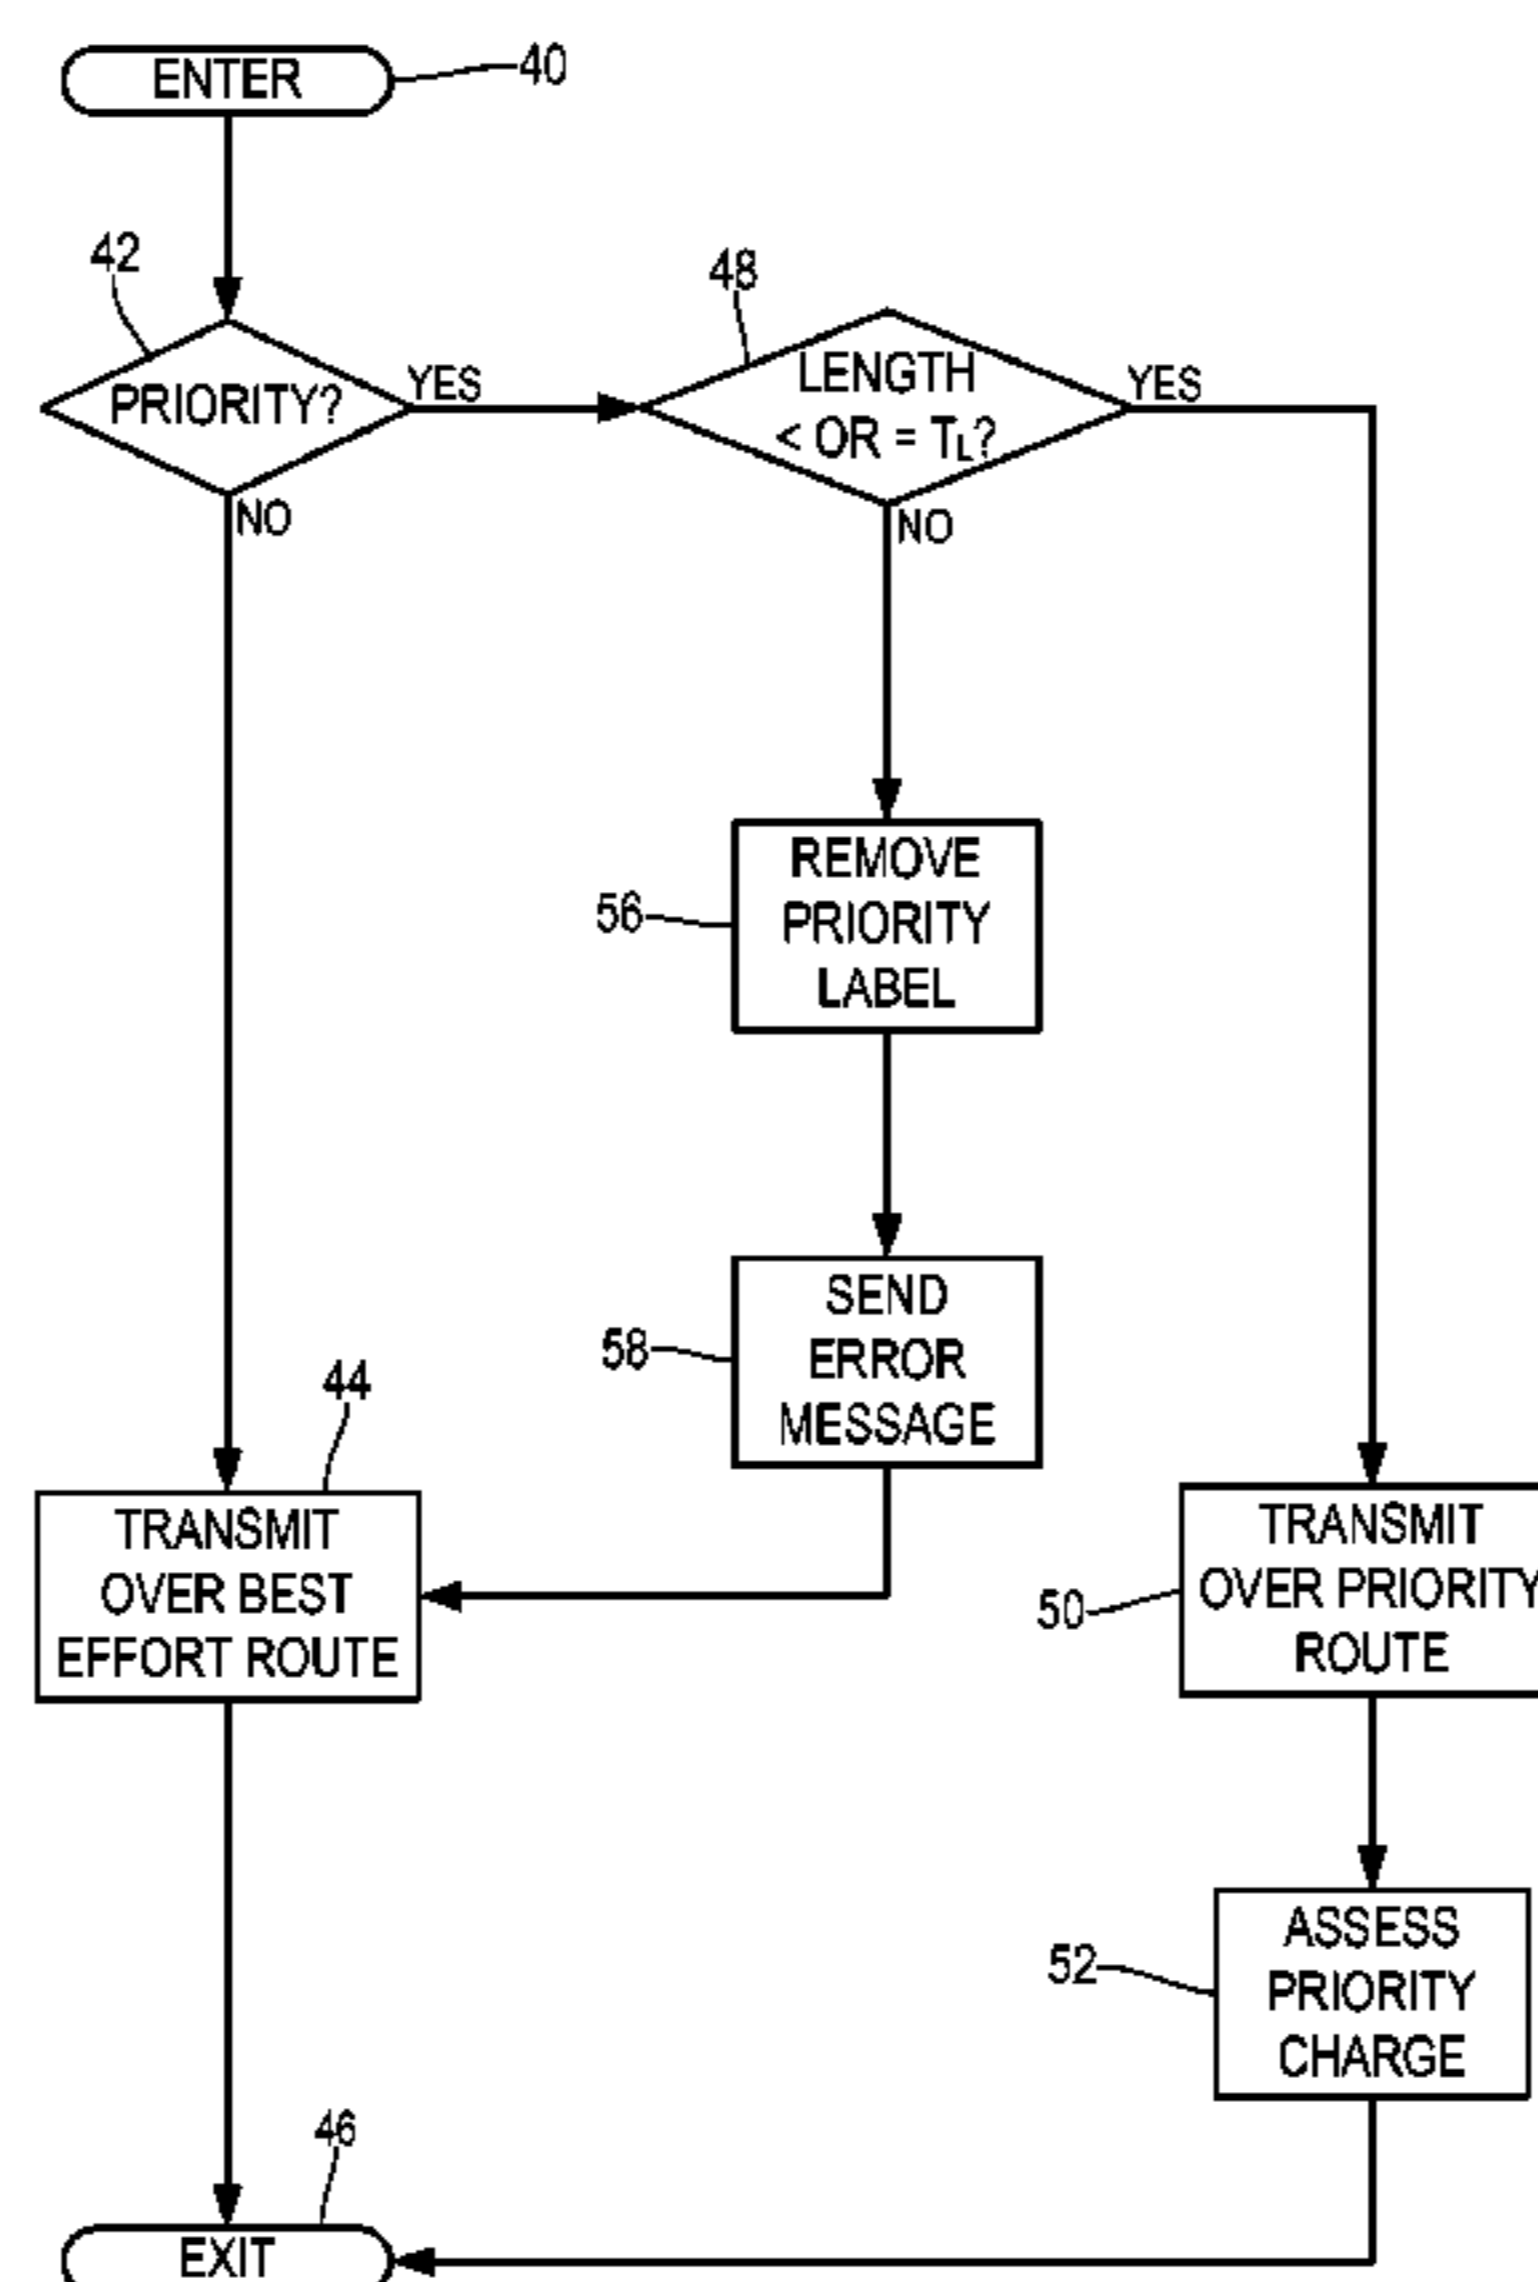 ENTER
40
42
PRIORITY?
YES
NO
48
LENGTH
< OR = TL?
YES
NO
56
REMOVE
PRIORITY
LABEL
58
SEND
ERROR
MESSAGE
44
TRANSMIT
OVER BEST
EFFORT ROUTE
50
TRANSMIT
OVER PRIORITY
ROUTE
52
ASSESS
PRIORITY
CHARGE
46
EXIT